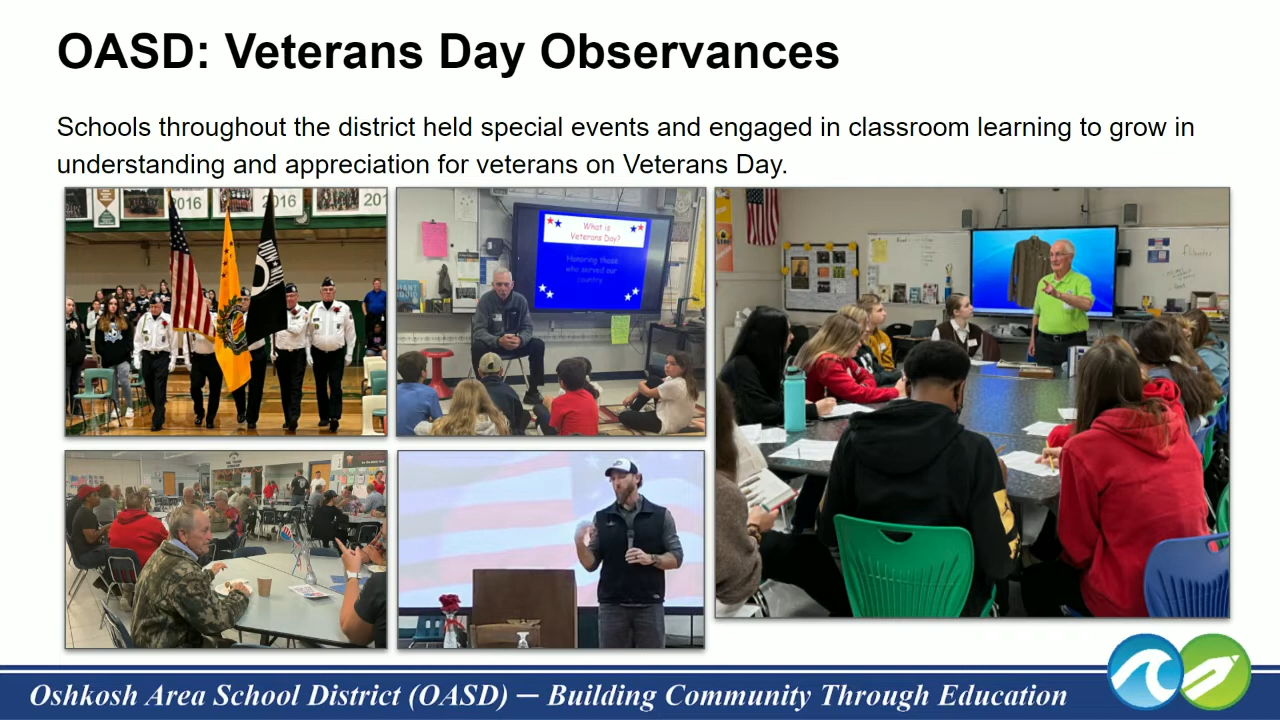 OASD: Veterans Day Observances
Schools throughout the district held special events and engaged in classroom learning to grow in
understanding and appreciation for veterans on Veterans Day.
2016
2016
201
What is
Veterans Day?
Honoring those
who served our
country
Oshkosh Area School District (OASD) — Building Community Through Education